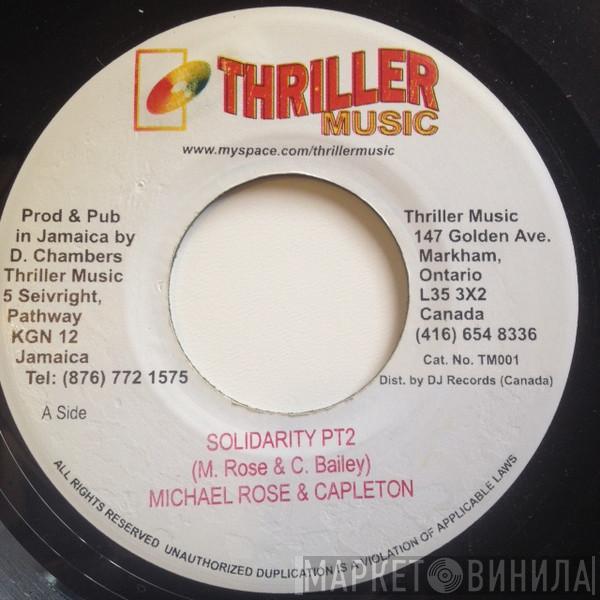 THRILLER
MUSIC
www.myspace.com/thrillermusic
Prod & Pub
in Jamaica by
D. Chambers
Thriller Music
5 Seivright,
Pathway
KGN 12
Jamaica
Tel: (876) 772 1575
Thriller Music
147 Golden Ave.
Markham,
Ontario
L35 3X2
Canada
(416) 654 8336
Cat. No. TM001
Dist. by DJ Records (Canada)
A Side
SOLIDARITY PT2
(M. Rose & C. Bailey)
MICHAEL ROSE & CAPLETON
ALL RIGHTS RESERVED UNAUTHORIZED DUPLICATION IS A VIOLATION OF APPLICABLE LAWS
МАРКЕТ ВИНИЛА